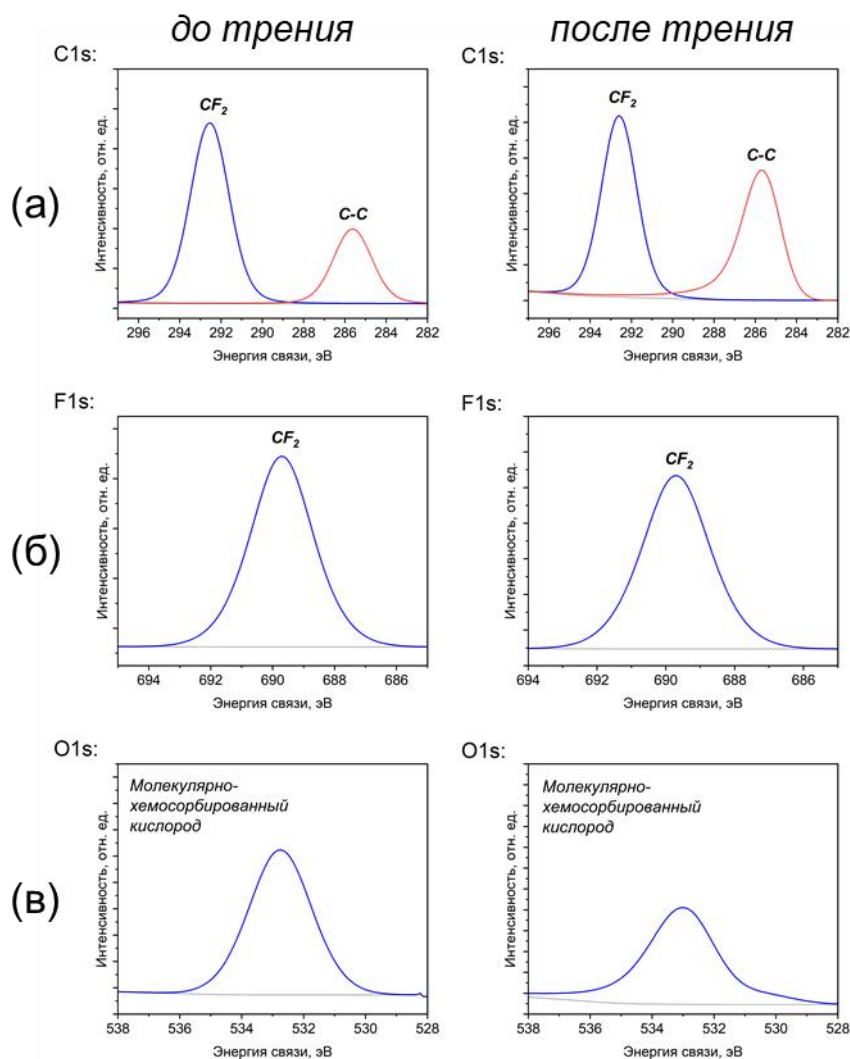 до трения
после трения
C1s:
C1s:
(а)
CF2
C-C
CF2
C-C
Интенсивность, отн. ед.
Интенсивность, отн. ед.
296 294 292 290 288 286 284 282
296 294 292 290 288 286 284 282
Энергия связи, эВ
Энергия связи, эВ
F1s:
F1s:
(б)
CF2
CF2
Интенсивность, отн. ед.
Интенсивность, отн. ед.
694 692 690 688 686
694 692 690 688 686
Энергия связи, эВ
Энергия связи, эВ
O1s:
O1s:
(в)
Молекулярно-
хемосорбированный
кислород
Молекулярно-
хемосорбированный
кислород
Интенсивность, отн. ед.
Интенсивность, отн. ед.
538 536 534 532 530 528
538 536 534 532 530 528
Энергия связи, эВ
Энергия связи, эВ